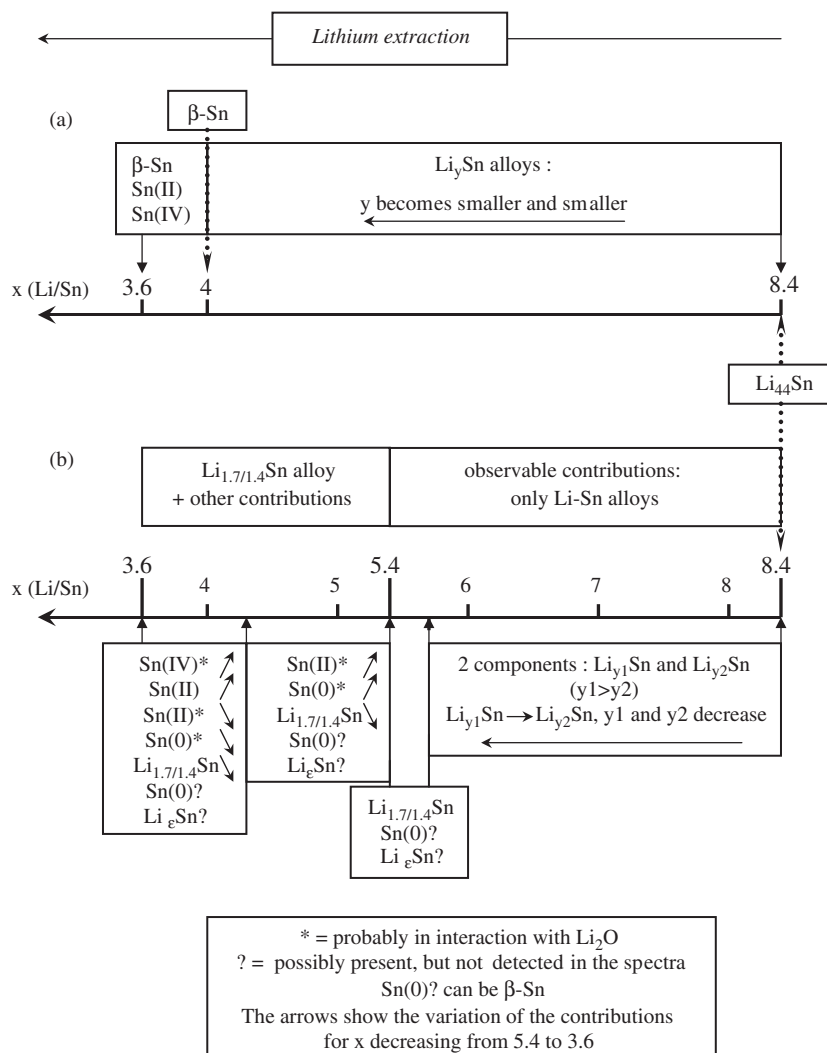 Lithium extraction
(a)
β-Sn
β-Sn
Sn(II)
Sn(IV)
LiySn alloys :
y becomes smaller and smaller
x (Li/Sn)
3.6 4 8.4
Li44Sn
(b)
Li1.7/1.4Sn alloy
+ other contributions
observable contributions:
only Li-Sn alloys
x (Li/Sn)
3.6 4 5 5.4 6 7 8 8.4
Sn(IV)*
Sn(II)
Sn(II)*
Sn(0)*
Li1.7/1.4Sn
Sn(0)?
Li εSn?
Sn(II)*
Sn(0)*
Li1.7/1.4Sn
Sn(0)?
LiεSn?
2 components : Liy1Sn and Liy2Sn
(y1>y2)
Liy1Sn → Liy2Sn, y1 and y2 decrease
Li1.7/1.4Sn
Sn(0)?
Li εSn?
* = probably in interaction with Li2O
? = possibly present, but not detected in the spectra
Sn(0)? can be β-Sn
The arrows show the variation of the contributions
for x decreasing from 5.4 to 3.6